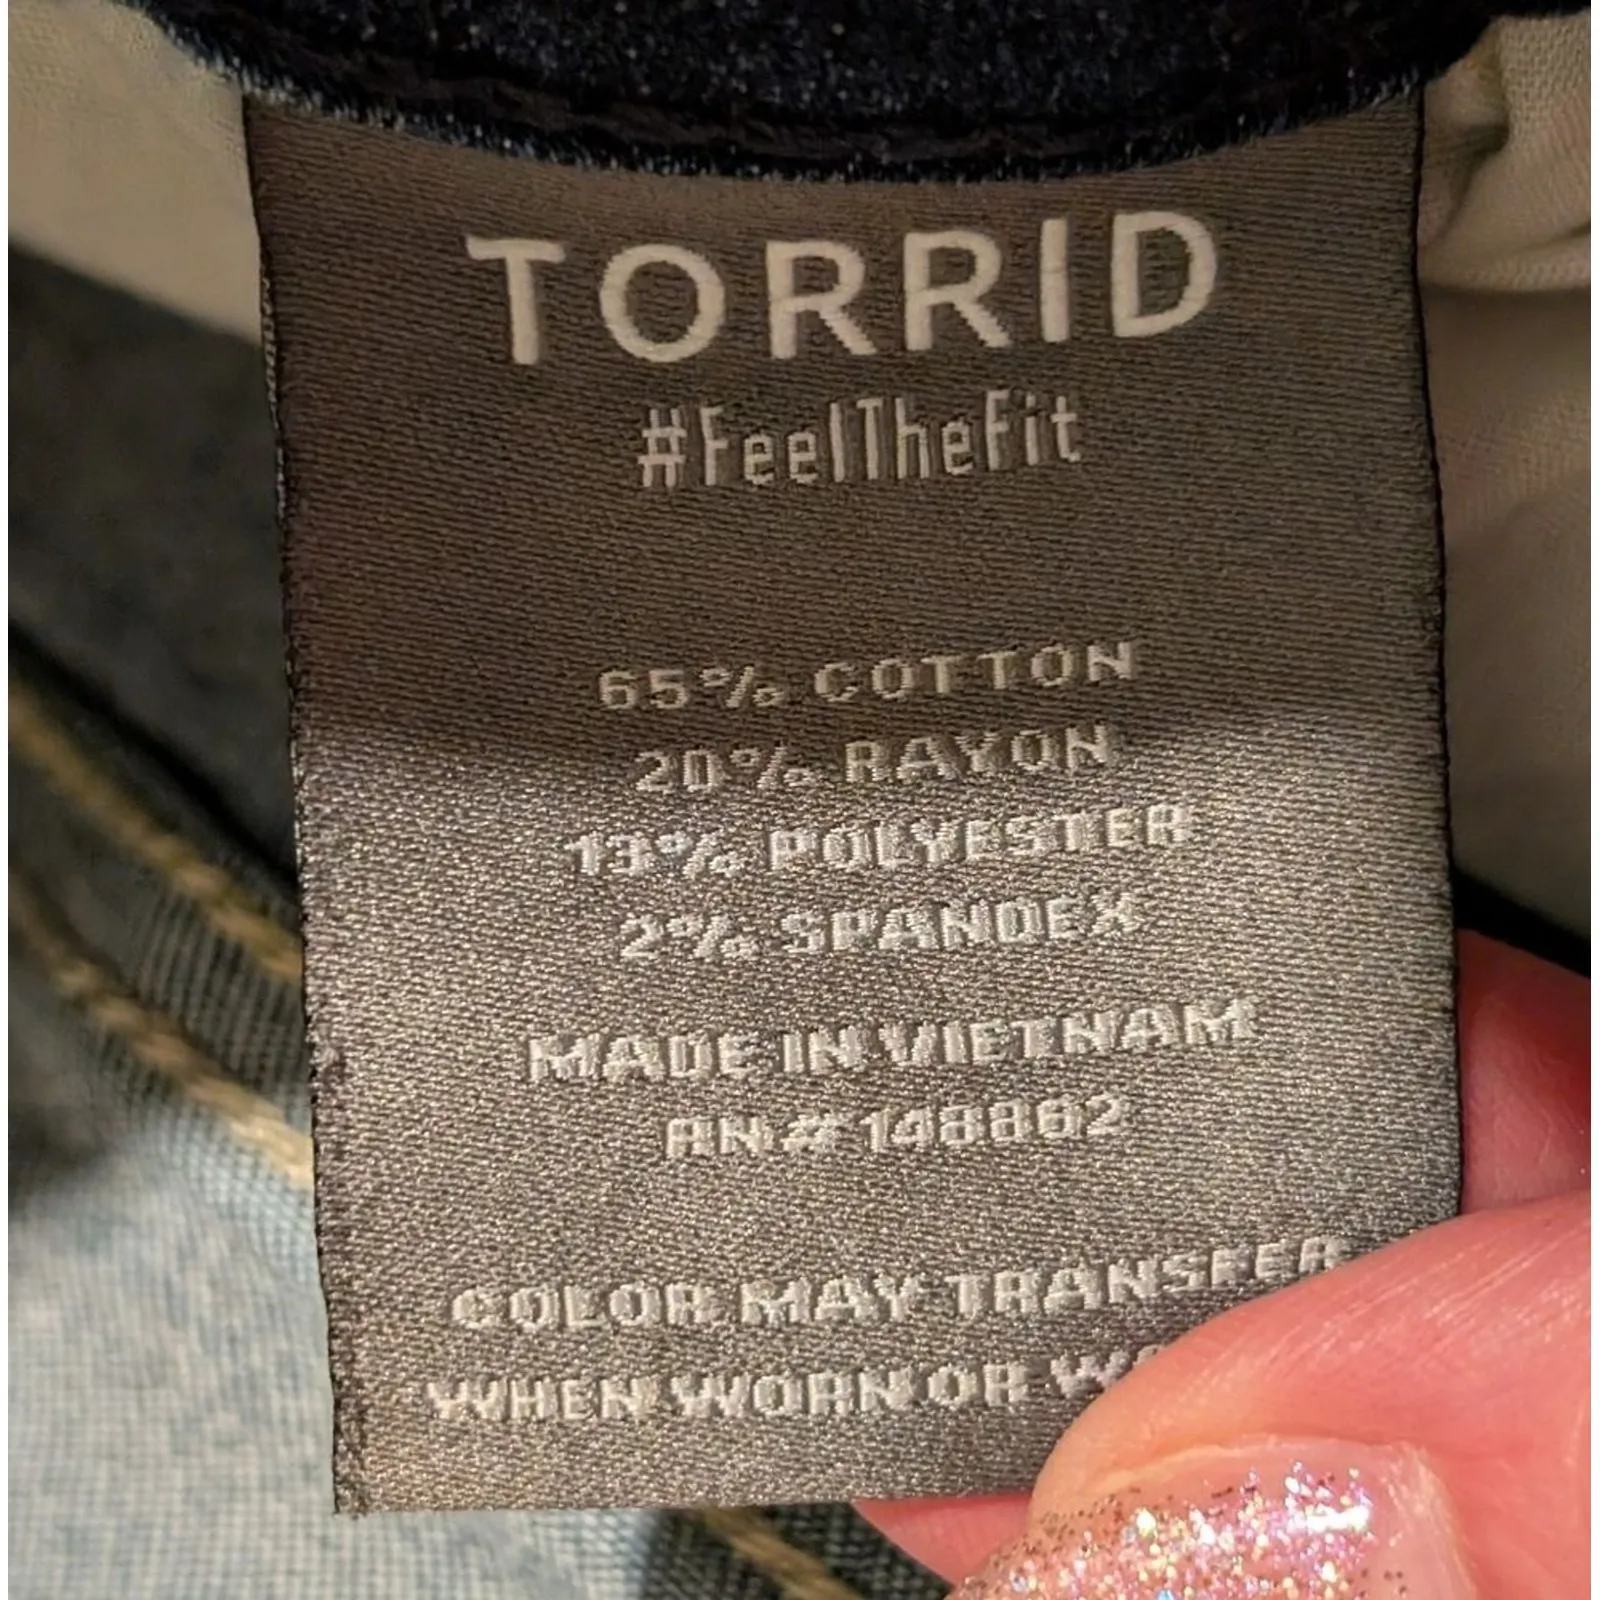 TORRID
#FeelTheFit
65% COTTON
20% RAYON
13% POLYESTER
2% SPANDEX
MADE IN VIETNAM
RN# 148862
COLOR MAY TRANSFER
WHEN WORN OR